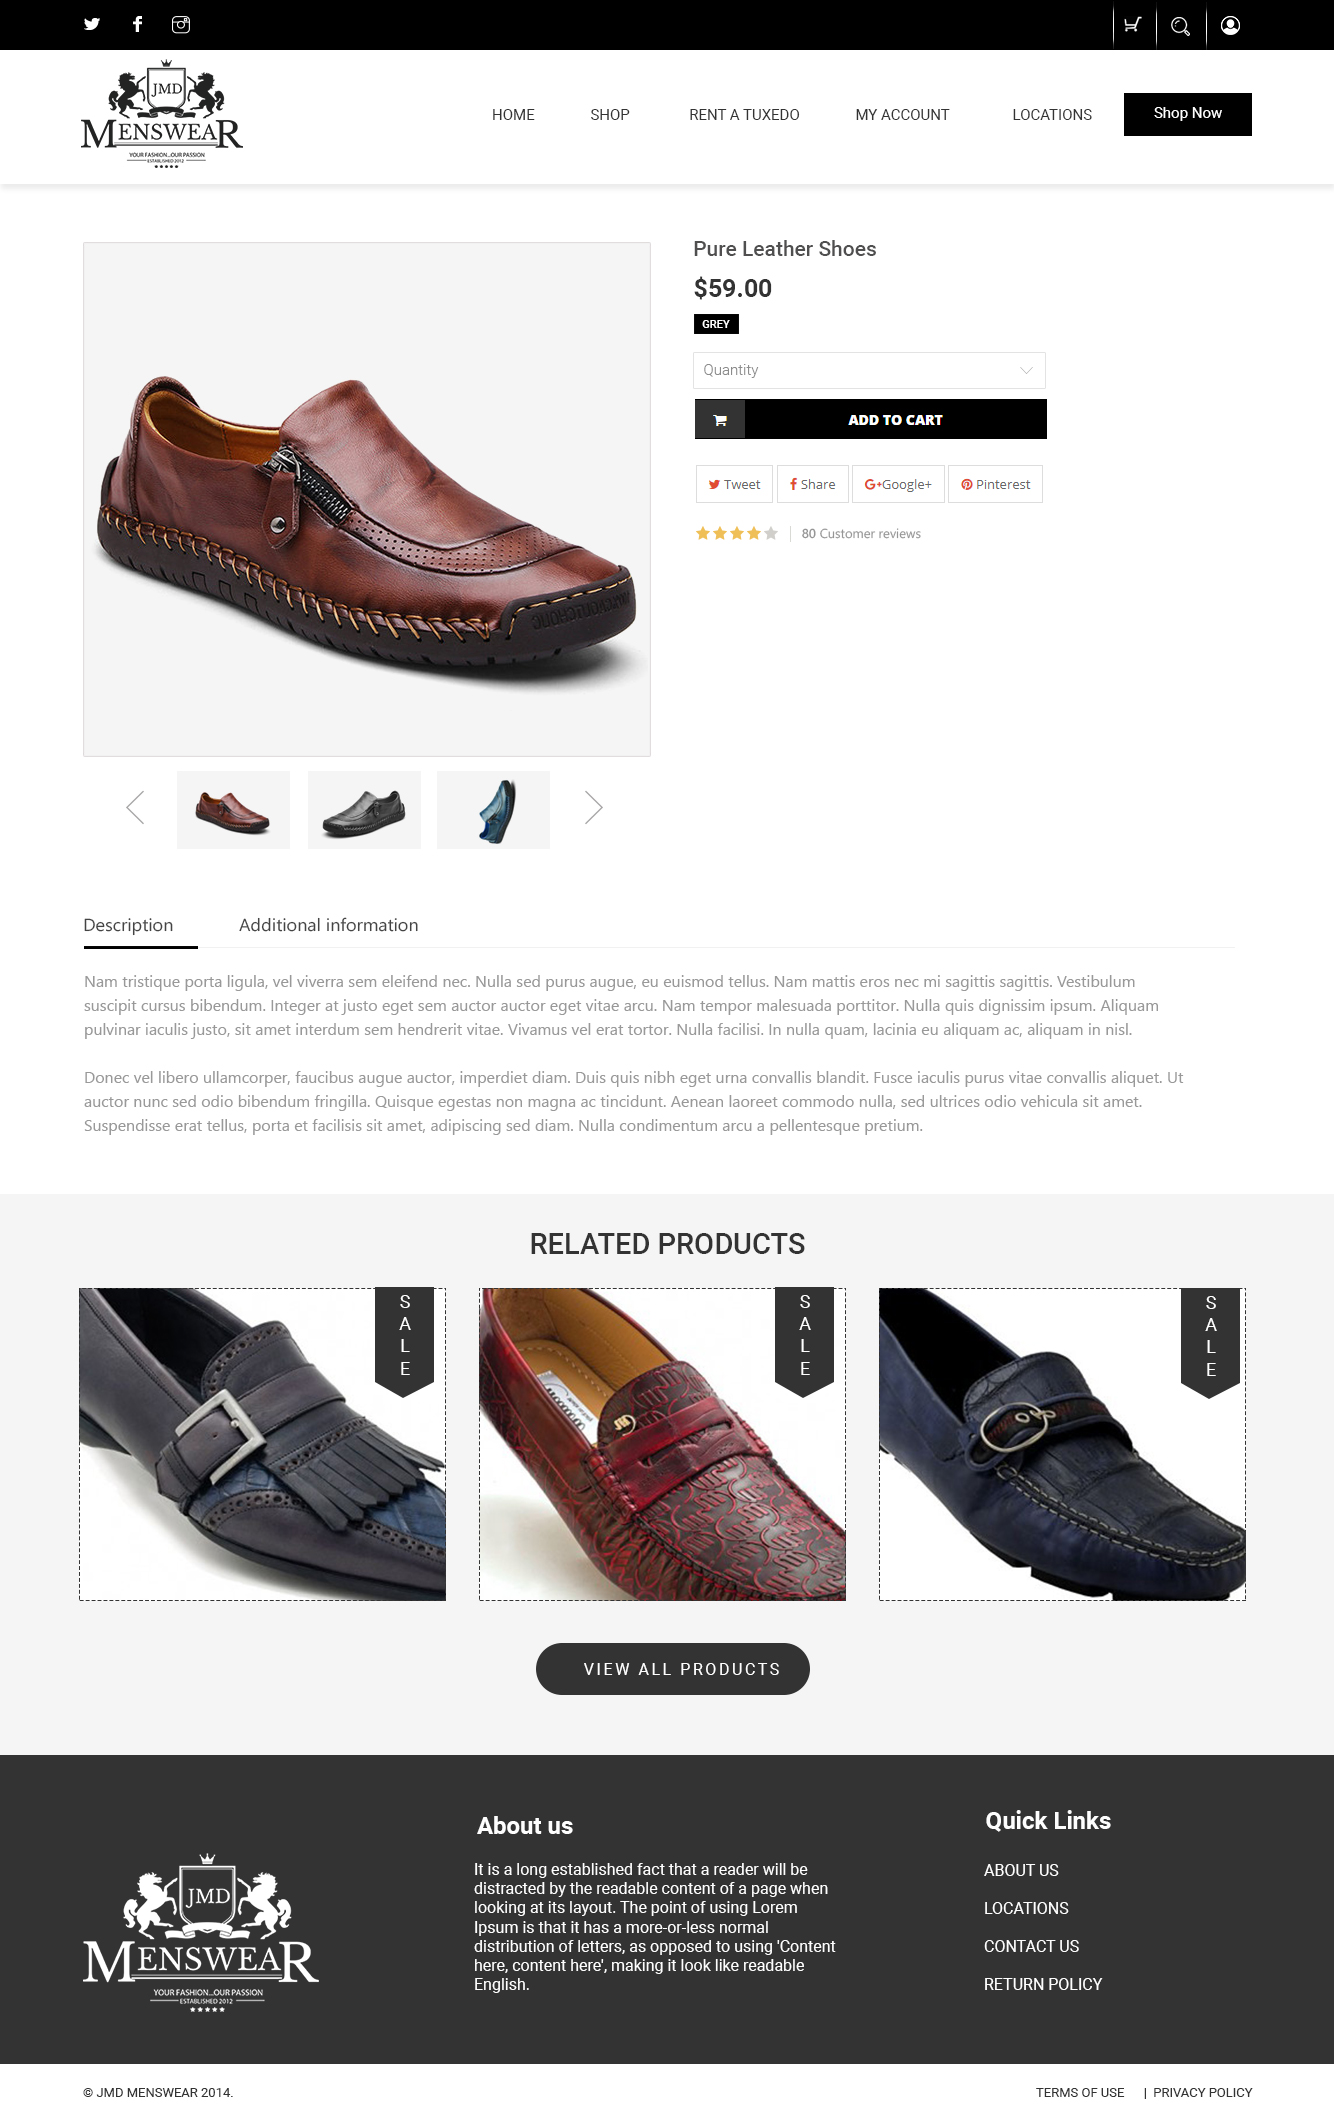 JMD
MENSWEAR
YOUR FASHION...OUR PASSION
ESTABLISHED 2012
HOME
SHOP
RENT A TUXEDO
MY ACCOUNT
LOCATIONS
Shop Now
Pure Leather Shoes
$59.00
GREY
Quantity
ADD TO CART
Tweet
Share
Google+
Pinterest
80 Customer reviews
Description
Additional information
Nam tristique porta ligula, vel viverra sem eleifend nec. Nulla sed purus augue, eu euismod tellus. Nam mattis eros nec mi sagittis sagittis. Vestibulum
suscipit cursus bibendum. Integer at justo eget sem auctor auctor eget vitae arcu. Nam tempor malesuada porttitor. Nulla quis dignissim ipsum. Aliquam
pulvinar iaculis justo, sit amet interdum sem hendrerit vitae. Vivamus vel erat tortor. Nulla facilisi. In nulla quam, lacinia eu aliquam ac, aliquam in nisl.
Donec vel libero ullamcorper, faucibus augue auctor, imperdiet diam. Duis quis nibh eget urna convallis blandit. Fusce iaculis purus vitae convallis aliquet. Ut
auctor nunc sed odio bibendum fringilla. Quisque egestas non magna ac tincidunt. Aenean laoreet commodo nulla, sed ultrices odio vehicula sit amet.
Suspendisse erat tellus, porta et facilisis sit amet, adipiscing sed diam. Nulla condimentum arcu a pellentesque pretium.
RELATED PRODUCTS
SALE
SALE
SALE
VIEW ALL PRODUCTS
JMD
MENSWEAR
YOUR FASHION...OUR PASSION
ESTABLISHED 2012
About us
It is a long established fact that a reader will be
distracted by the readable content of a page when
looking at its layout. The point of using Lorem
Ipsum is that it has a more-or-less normal
distribution of letters, as opposed to using 'Content
here, content here', making it look like readable
English.
Quick Links
ABOUT US
LOCATIONS
CONTACT US
RETURN POLICY
© JMD MENSWEAR 2014.
TERMS OF USE | PRIVACY POLICY